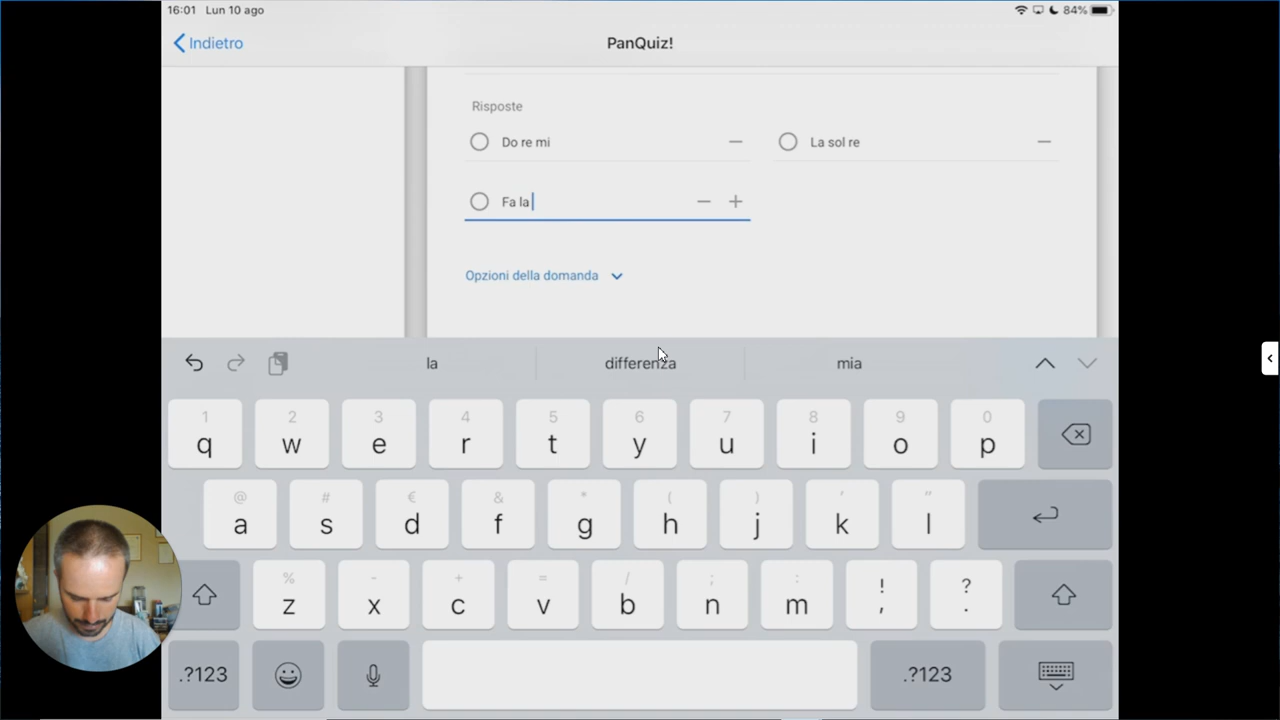 16:01 Lun 10 ago 84%
Indietro PanQuiz!
Risposte
Do re mi La sol re
Fa la
Opzioni della domanda
la differenza mia
1 2 3 4 5 6 7 8 9 0
q w e r t y u i o p
@ # € & * ( ) ' "
a s d f g h j k l
% - + = / ; : ! ?
z x c v b n m , .
.?123 .?123